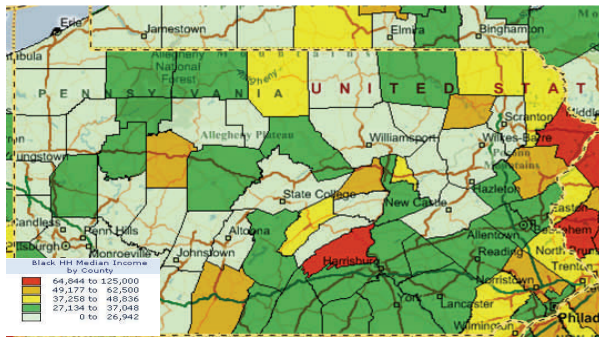 Erie
Jamestown
Elmira
Binghamton
Allegheny
National
Forest
PENNSYLVANIA
UNITED STAT
Allegheny Plateau
Williamsport
Scranton
Wilkes-Barre
Mountains
Youngstown
State College
New Castle
Hazleton
Easton
Penn Hills
Altoona
Allentown
Pittsburgh
Monroeville
Johnstown
Harrisburg
Reading
Norristown
Trenton
York
Lancaster
Wilmington
Philad
Black HH Median Income
by County
64,844 to 125,000
49,177 to 62,500
37,258 to 48,836
27,134 to 37,048
0 to 26,942